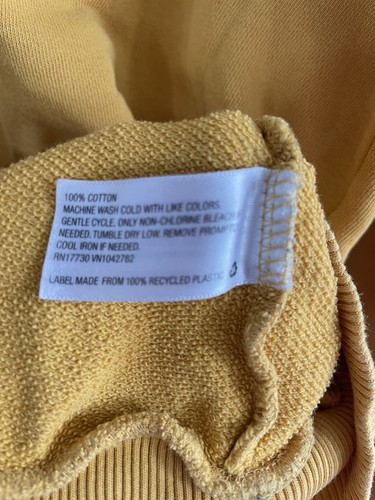 100% COTTON
MACHINE WASH COLD WITH LIKE COLORS,
GENTLE CYCLE, ONLY NON-CHLORINE BLEACH
NEEDED. TUMBLE DRY LOW. REMOVE PROMPT
COOL IRON IF NEEDED.
RN17730 VN1042782
LABEL MADE FROM 100% RECYCLED PLASTIC